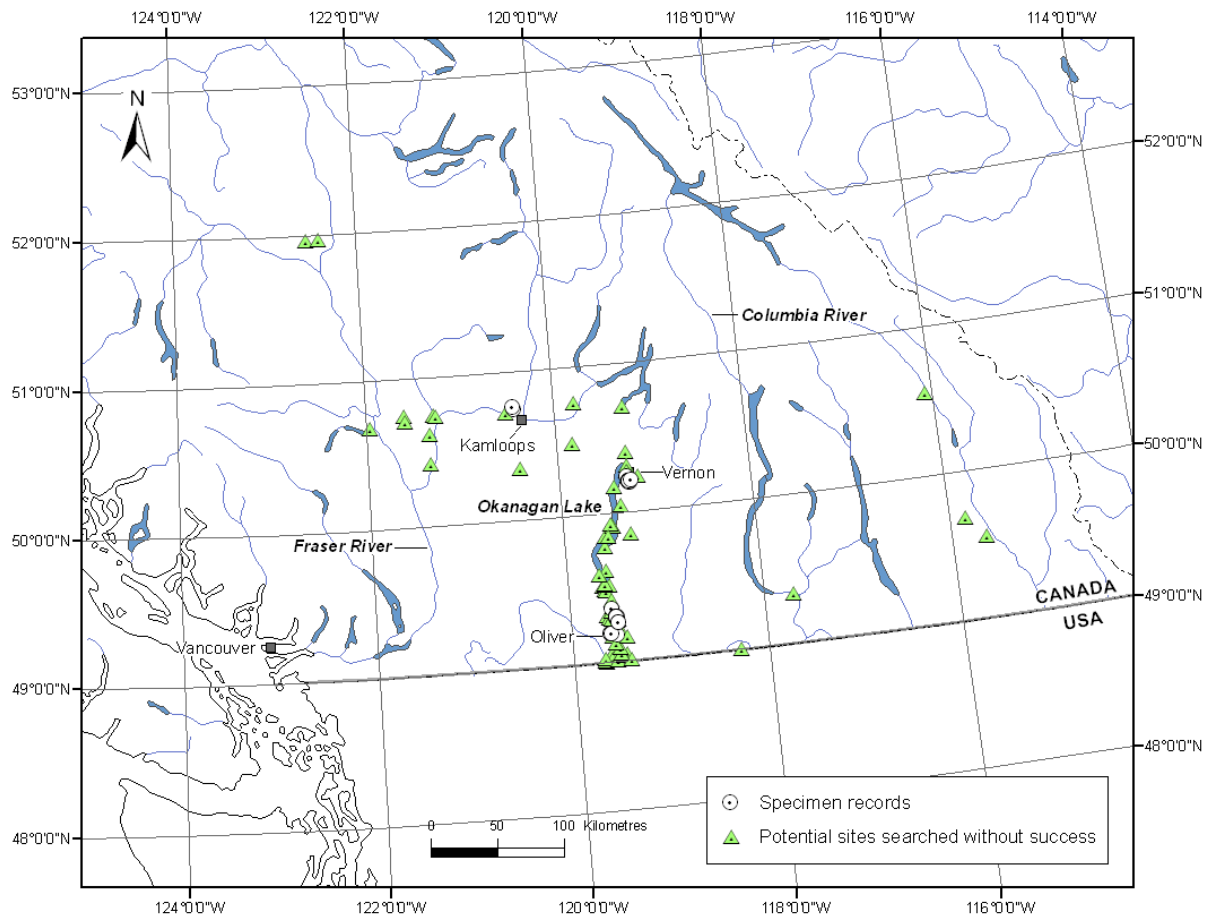 124°0'0"W 122°0'0"W 120°0'0"W 118°0'0"W 116°0'0"W 114°0'0"W
53°0'0"N
N
52°0'0"N
52°0'0"N
51°0'0"N
Columbia River
51°0'0"N
Kamloops
50°0'0"N
Vernon
Okanagan Lake
50°0'0"N
Fraser River
CANADA
49°0'0"N
USA
Oliver
Vancouver
49°0'0"N
48°0'0"N
Specimen records
0 50 100 Kilometres
48°0'0"N
Potential sites searched without success
124°0'0"W 122°0'0"W 120°0'0"W 118°0'0"W 116°0'0"W